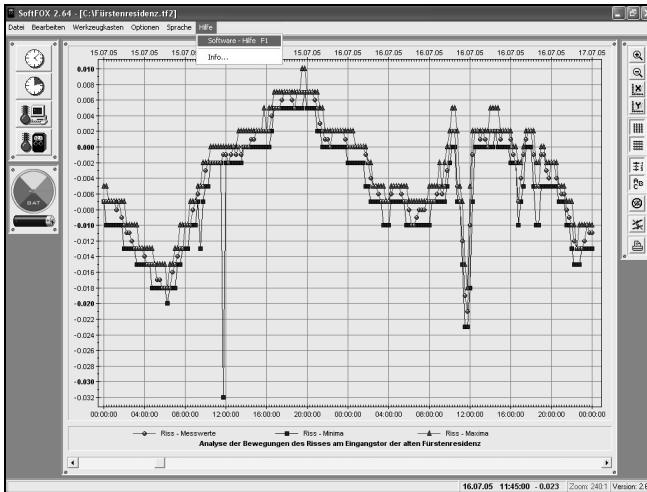 SoftFOX 2.64 - [C:\Fürstenresidenz.tf2]
Datei Bearbeiten Werkzeugkasten Optionen Sprache Hilfe
Software - Hilfe F1
Info...
15.07.05 15.07.05 15.07.0 15.07.05 16.07.05 16.07.05 16.07.05 16.07.05 16.07.05 16.07.05 17.07.05
0.010
0.008
0.006
0.004
0.002
0.000
-0.002
-0.004
-0.006
-0.008
-0.010
-0.012
-0.014
-0.016
-0.018
-0.020
-0.022
-0.024
-0.026
-0.028
-0.030
-0.032
BAT
00:00:00 04:00:00 08:00:00 12:00:00 16:00:00 20:00:00 00:00:00 04:00:00 08:00:00 12:00:00 16:00:00 20:00:00 00:00:00
Riss - Messwerte Riss - Minima Riss - Maxima
Analyse der Bewegungen des Risses am Eingangstor der alten Fürstenresidenz
16.07.05 11:45:00 - 0.023 Zoom: 240:1 Version: 2.6